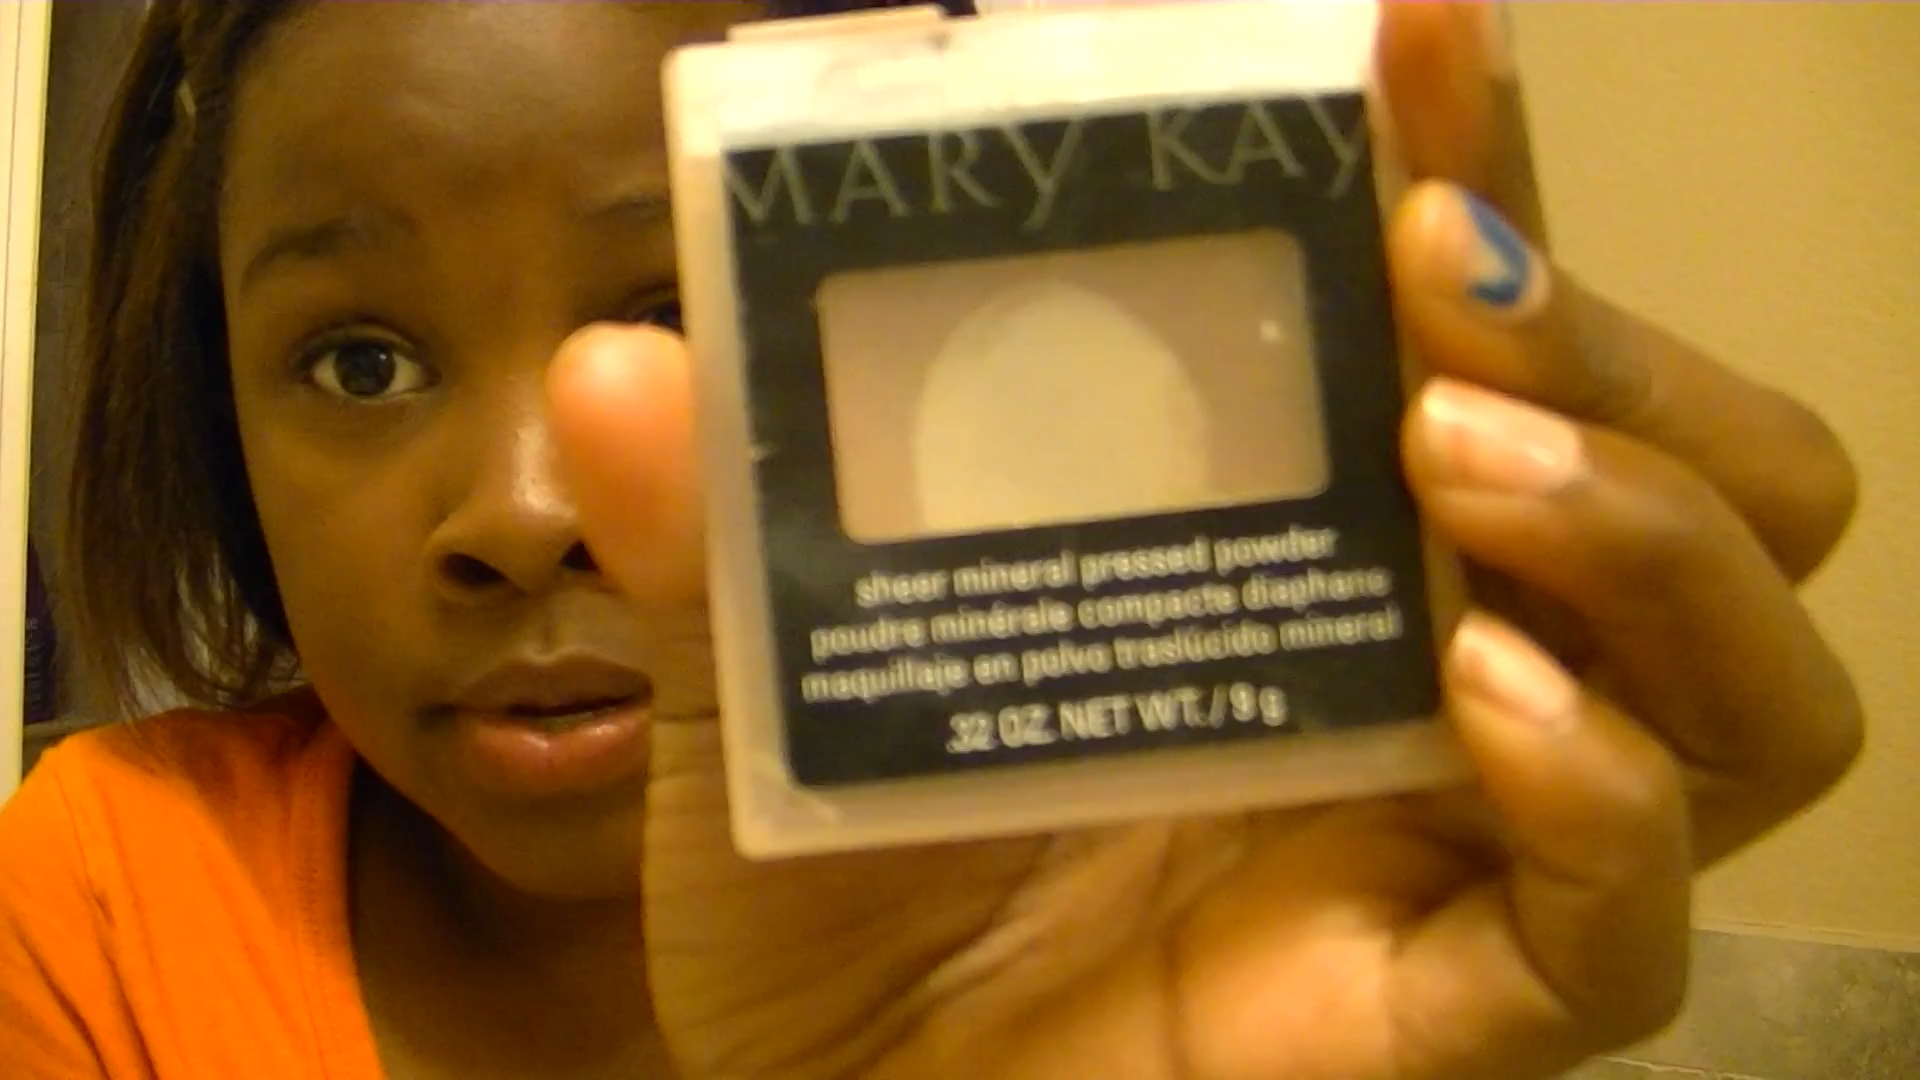 MARY KAY
sheer mineral pressed powder
poudre minérale compacte diaphane
maquillaje en polvo traslúcido mineral
.32 OZ. NET WT. / 9 g